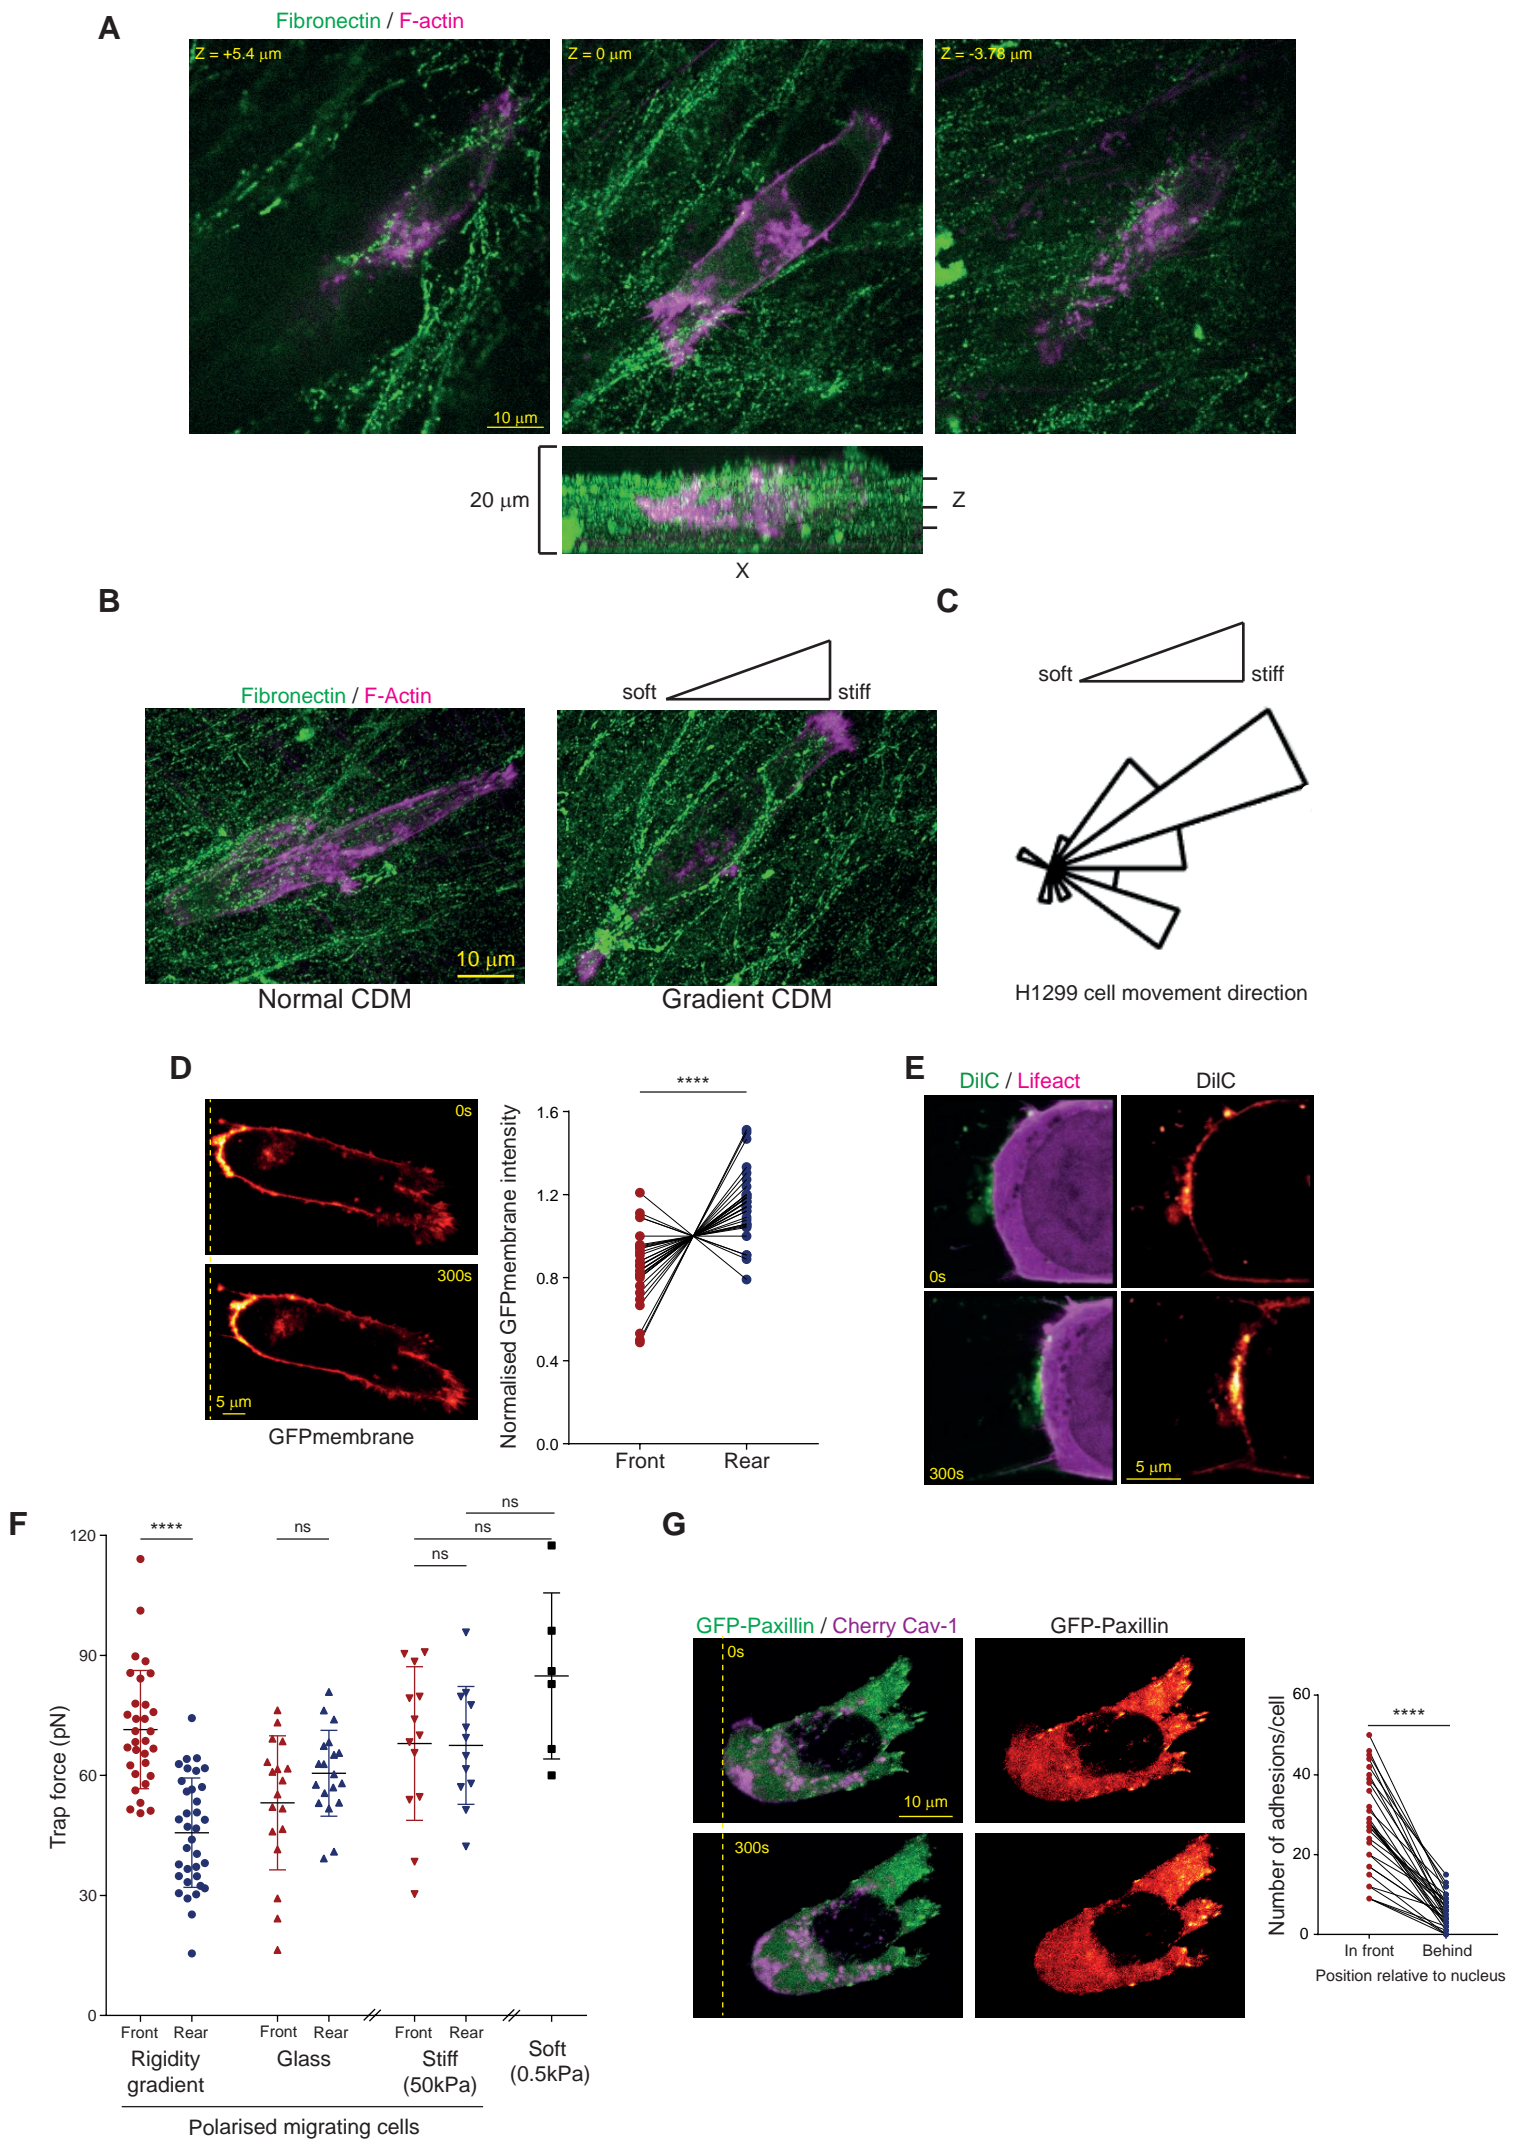 A
Fibronectin / F-actin
Z = +5.4 μm
Z = 0 μm
Z = -3.78 μm
10 μm
20 μm
Z
X
B
C
soft
stiff
soft
stiff
Fibronectin / F-Actin
10 μm
Normal CDM
Gradient CDM
H1299 cell movement direction
D
E
0s
300s
5 μm
GFPmembrane
****
Normalised GFPmembrane intensity
1.6
1.2
0.8
0.4
0.0
Front
Rear
DilC / Lifeact
DilC
0s
300s
5 μm
F
G
ns
ns
ns
****
ns
Trap force (pN)
120
90
60
30
0
Front
Rear
Front
Rear
Front
Rear
Rigidity
gradient
Glass
Stiff
(50kPa)
Soft
(0.5kPa)
Polarised migrating cells
GFP-Paxillin / Cherry Cav-1
GFP-Paxillin
0s
10 μm
300s
Number of adhesions/cell
60
40
20
0
****
In front
Behind
Position relative to nucleus